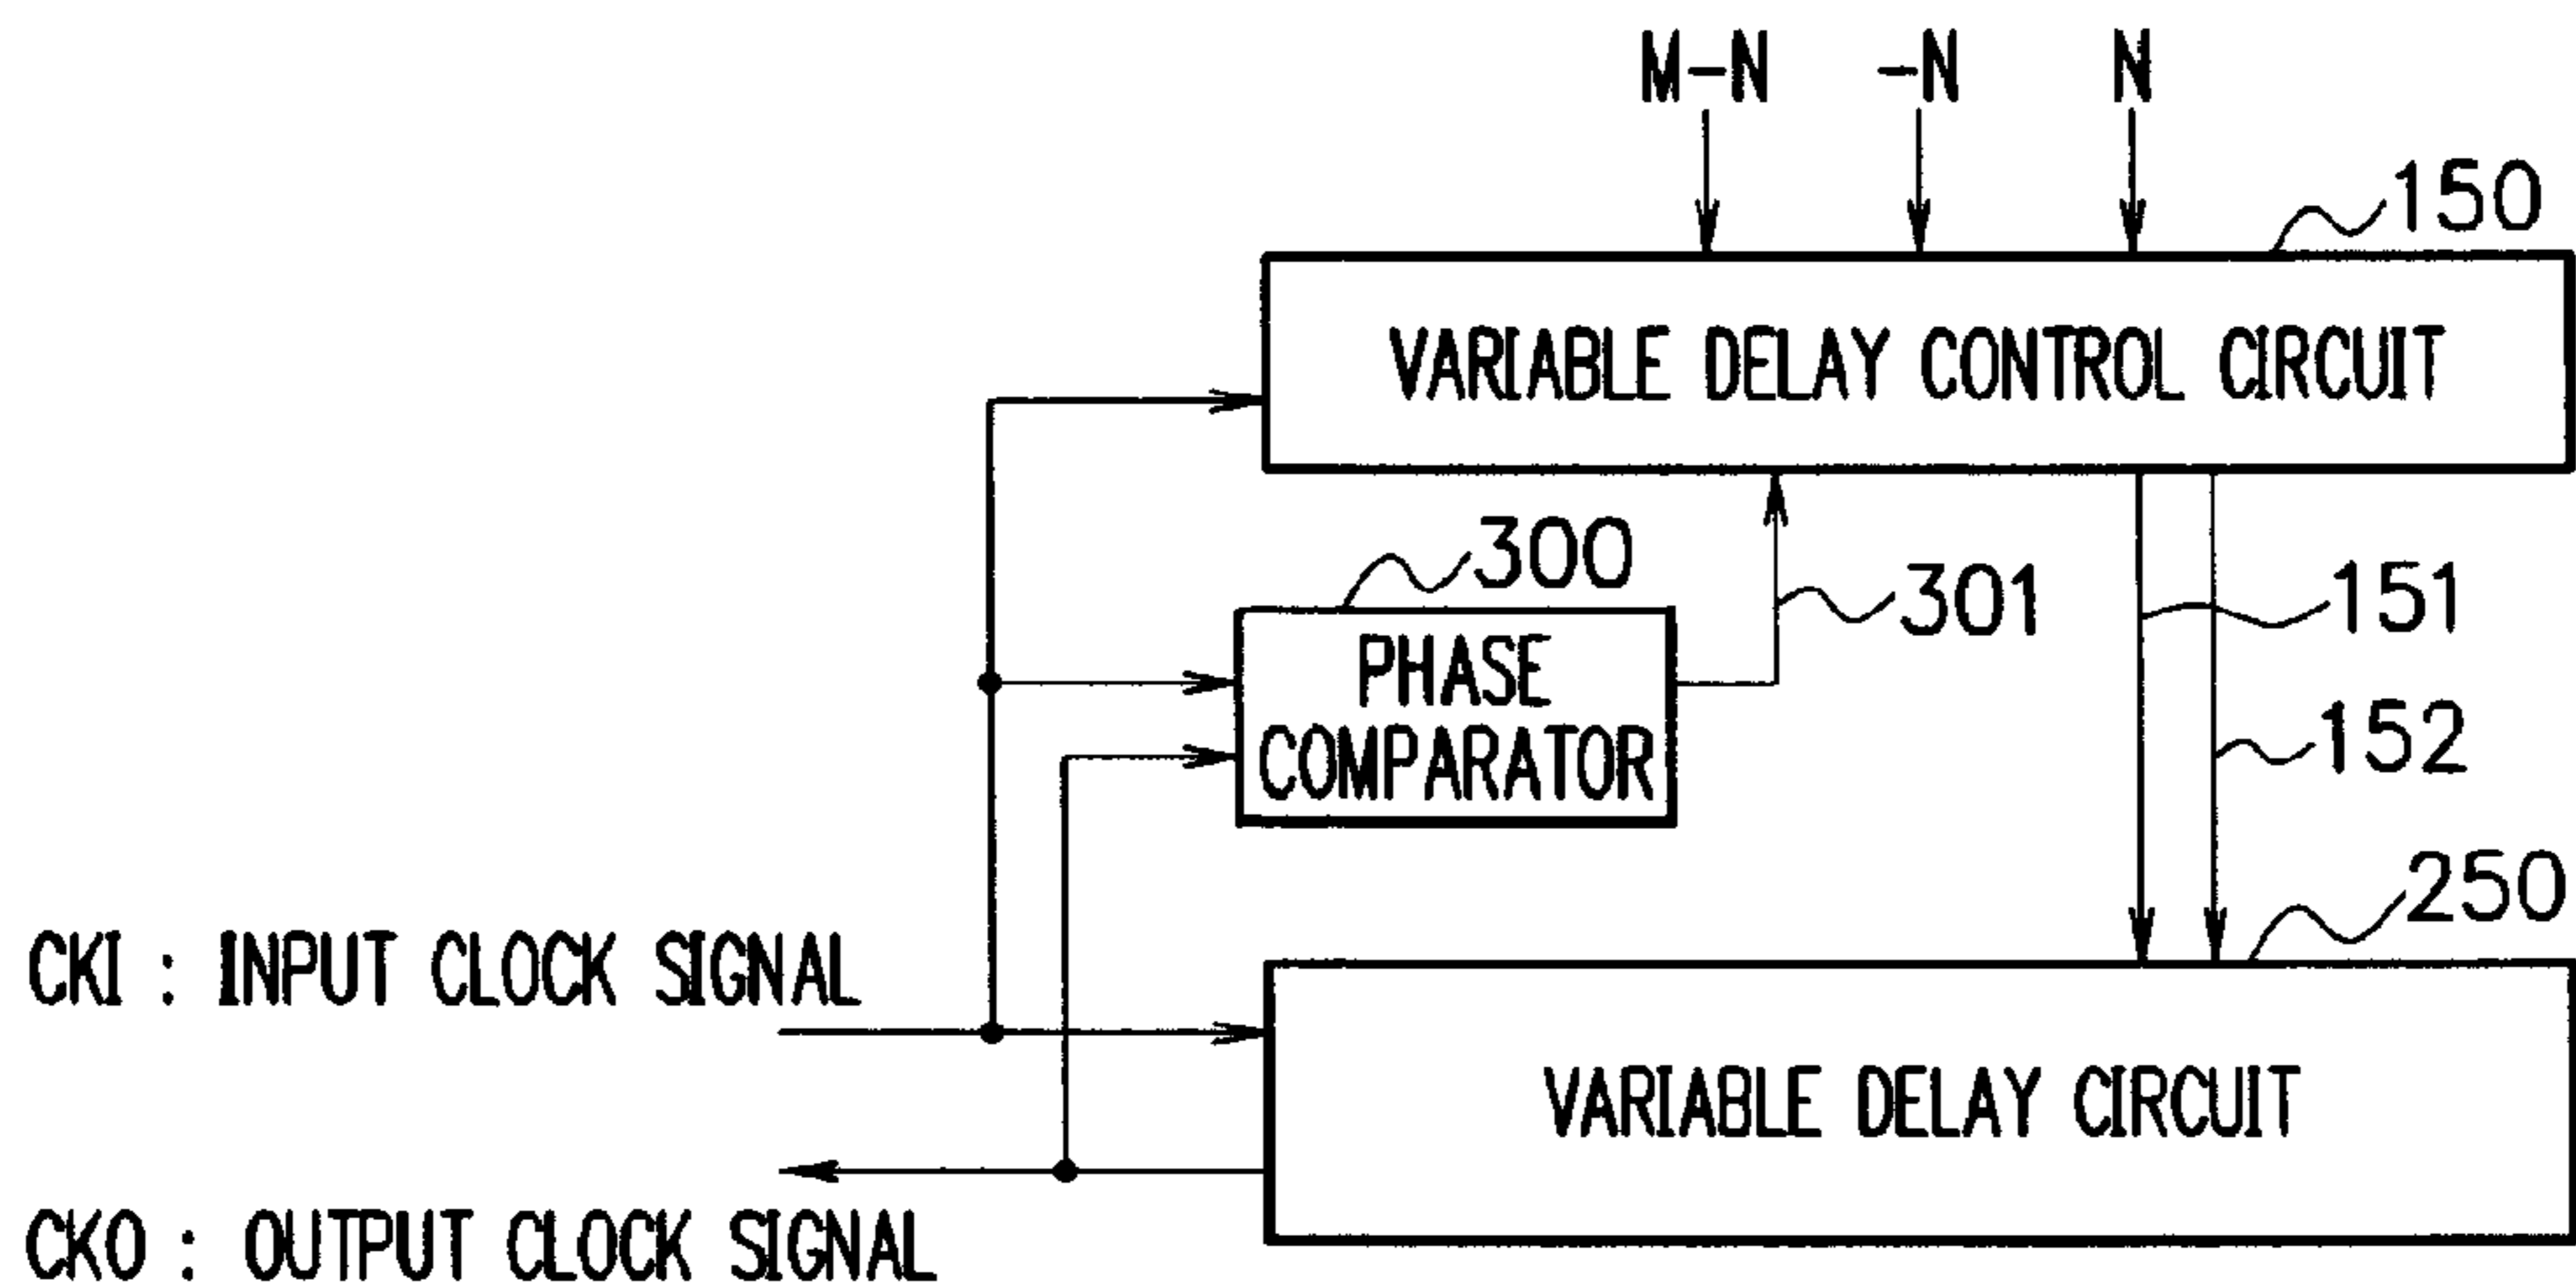 M-N
-N
N
150
VARIABLE DELAY CONTROL CIRCUIT
300
301
151
PHASE
COMPARATOR
152
250
CKI : INPUT CLOCK SIGNAL
VARIABLE DELAY CIRCUIT
CKO : OUTPUT CLOCK SIGNAL